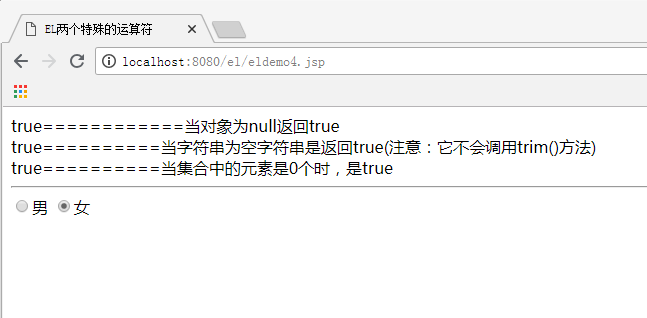 EL两个特殊的运算符
localhost:8080/el/eldemo4.jsp
true============当对象为null返回true
true==========当字符串为空字符串是返回true(注意：它不会调用trim()方法)
true==========当集合中的元素是0个时，是true
男 女